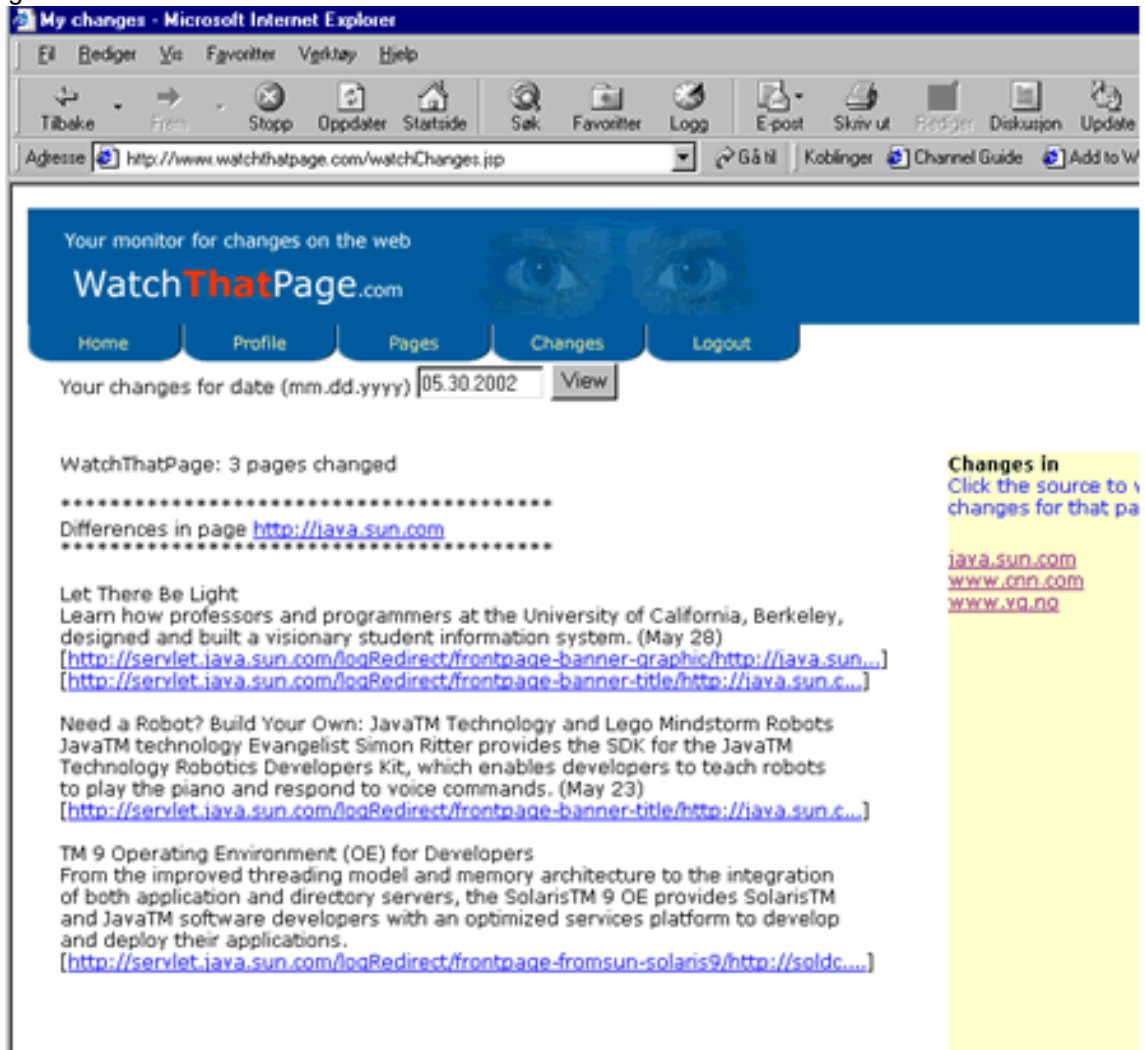 My changes - Microsoft Internet Explorer
Fil Rediger Vis Favoritter Verktøy Hjelp
Tilbake Frem Stopp Oppdater Startside Søk Favoritter Logg E-post Skriv ut Rediger Diskusjon Update
Adresse http://www.watchthatpage.com/watchChanges.jsp Gå til Koblinger Channel Guide Add to W
Your monitor for changes on the web
WatchThatPage.com
Home Profile Pages Changes Logout
Your changes for date (mm.dd.yyyy) 05.30.2002 View
WatchThatPage: 3 pages changed
****************************************
Differences in page http://java.sun.com
****************************************
Let There Be Light
Learn how professors and programmers at the University of California, Berkeley,
designed and built a visionary student information system. (May 28)
[http://servlet.java.sun.com/logRedirect/frontpage-banner-graphic/http://java.sun...]
[http://servlet.java.sun.com/logRedirect/frontpage-banner-title/http://java.sun.c...]
Need a Robot? Build Your Own: JavaTM Technology and Lego Mindstorm Robots
JavaTM technology Evangelist Simon Ritter provides the SDK for the JavaTM
Technology Robotics Developers Kit, which enables developers to teach robots
to play the piano and respond to voice commands. (May 23)
[http://servlet.java.sun.com/logRedirect/frontpage-banner-title/http://java.sun.c...]
TM 9 Operating Environment (OE) for Developers
From the improved threading model and memory architecture to the integration
of both application and directory servers, the SolarisTM 9 OE provides SolarisTM
and JavaTM software developers with an optimized services platform to develop
and deploy their applications.
[http://servlet.java.sun.com/logRedirect/frontpage-fromsun-solaris9/http://soldc....]
Changes in
Click the source to v
changes for that pa
java.sun.com
www.cnn.com
www.vg.no